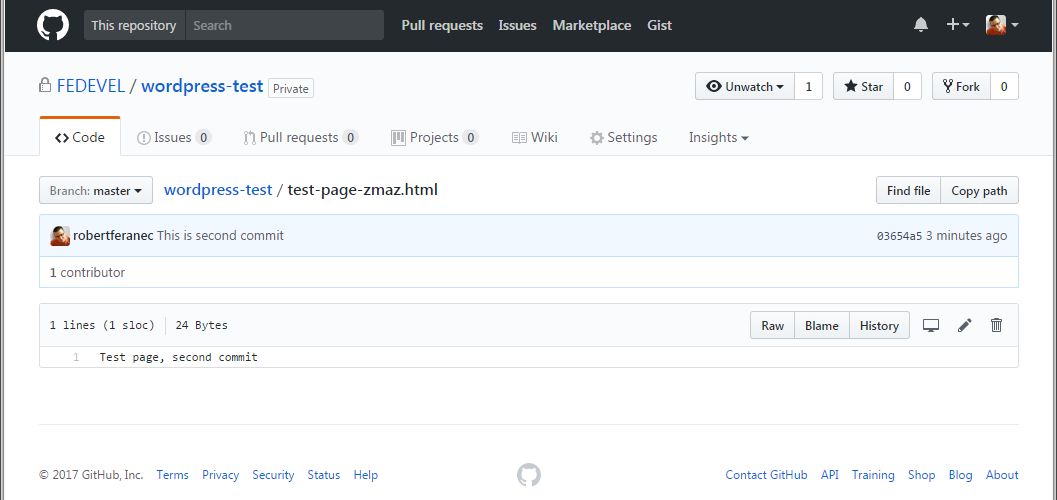 This repository Search Pull requests Issues Marketplace Gist
FEDEVEL / wordpress-test Private Unwatch 1 Star 0 Fork 0
Code Issues 0 Pull requests 0 Projects 0 Wiki Settings Insights
Branch: master wordpress-test / test-page-zmaz.html Find file Copy path
robertferanec This is second commit 03654a5 3 minutes ago
1 contributor
1 lines (1 sloc) 24 Bytes Raw Blame History
1 Test page, second commit
© 2017 GitHub, Inc. Terms Privacy Security Status Help Contact GitHub API Training Shop Blog About